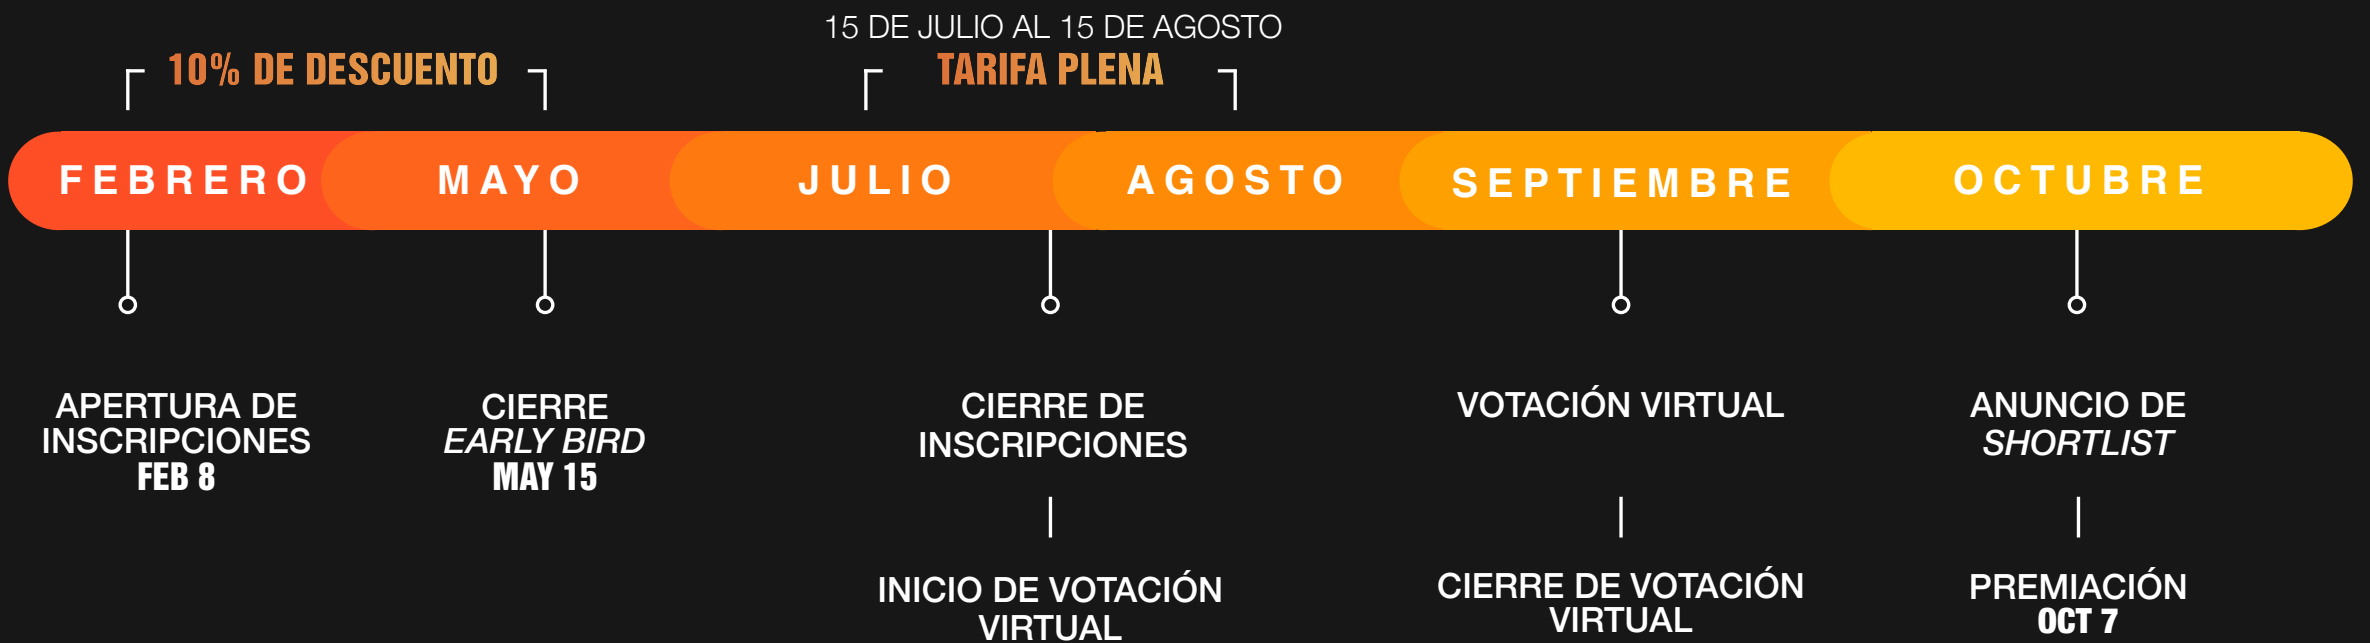 15 DE JULIO AL 15 DE AGOSTO
10% DE DESCUENTO
TARIFA PLENA
FEBRERO
MAYO
JULIO
AGOSTO
SEPTIEMBRE
OCTUBRE
APERTURA DE
INSCRIPCIONES
FEB 8
CIERRE
EARLY BIRD
MAY 15
CIERRE DE
INSCRIPCIONES
INICIO DE VOTACIÓN
VIRTUAL
VOTACIÓN VIRTUAL
CIERRE DE VOTACIÓN
VIRTUAL
ANUNCIO DE
SHORTLIST
PREMIACIÓN
OCT 7